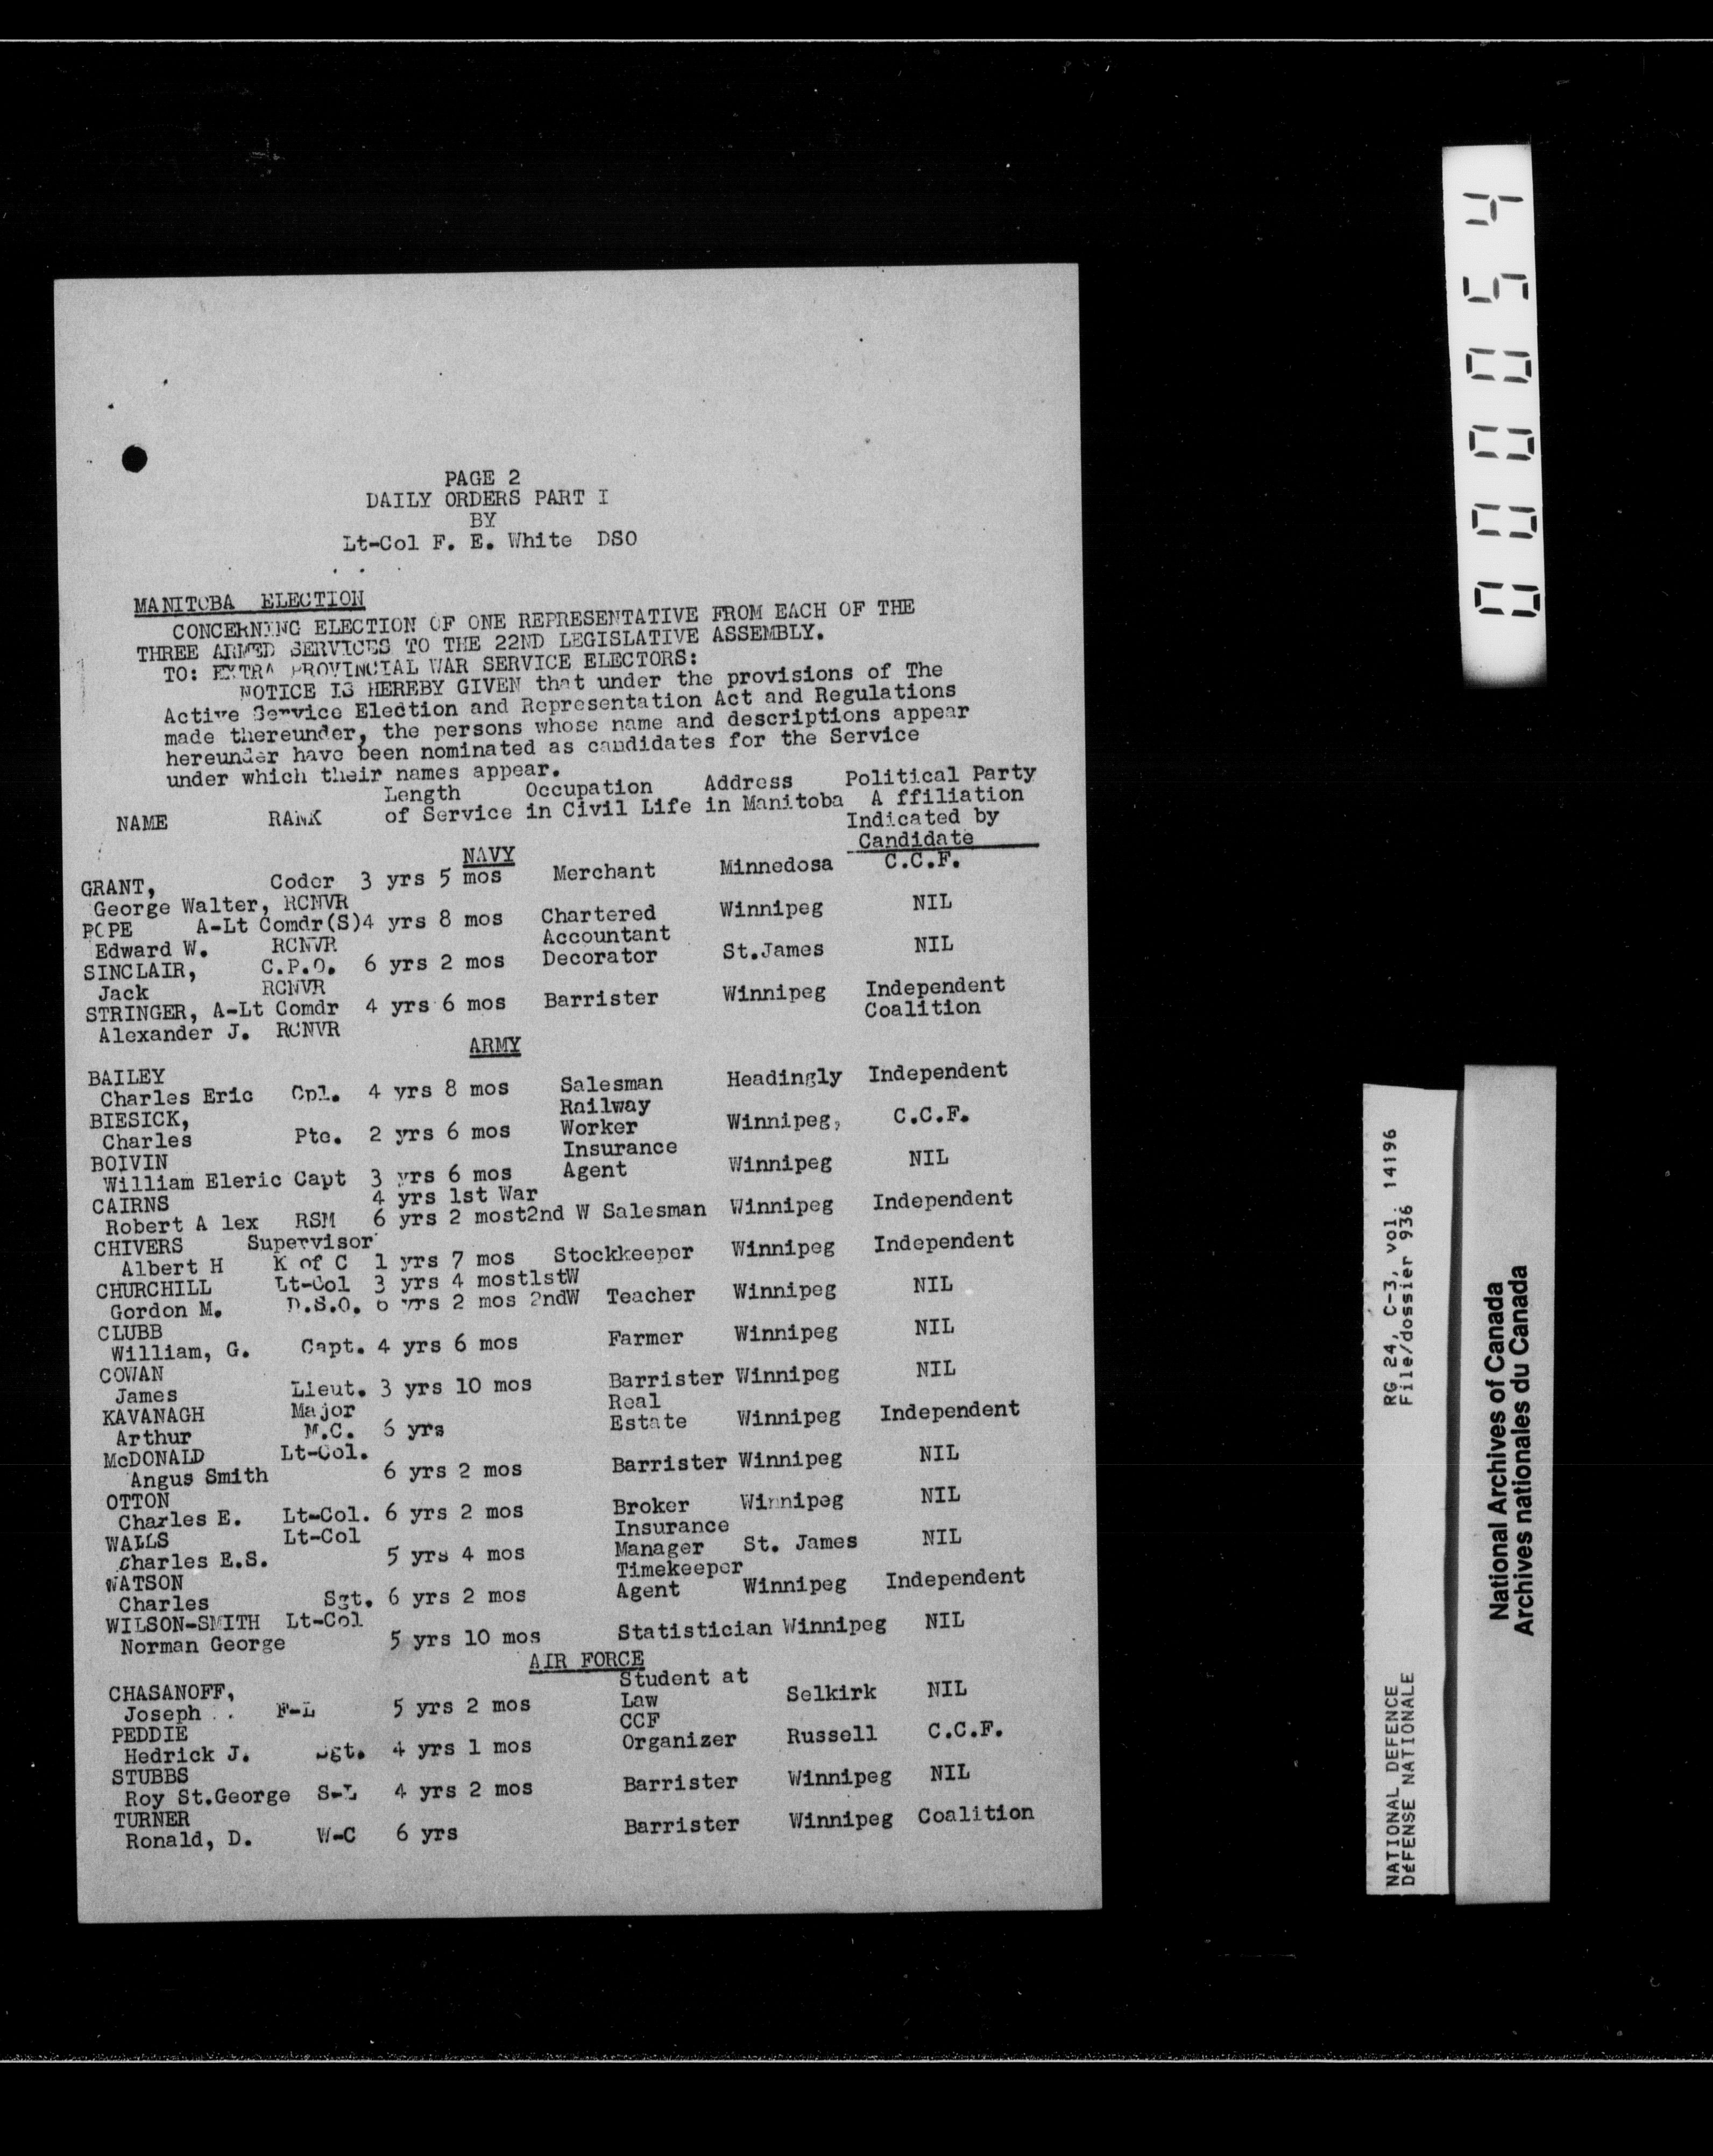 PAGE 2
DAILY ORDERS PART I
BY
Lt-Col F. E. White DSO
MANITOBA ELECTION
CONCERNING ELECTION OF ONE REPRESENTATIVE FROM EACH OF THE
THREE ARMED SERVICES TO THE 22ND LEGISLATIVE ASSEMBLY.
TO: EXTRA PROVINCIAL WAR SERVICE ELECTORS:
NOTICE IS HEREBY GIVEN that under the provisions of The
Active Service Election and Representation Act and Regulations
made thereunder, the persons whose name and descriptions appear
hereunder have been nominated as candidates for the Service
under which their names appear.
Length Occupation Address Political Party
NAME RANK of Service in Civil Life in Manitoba A ffiliation
Indicated by
Candidate
NAVY
GRANT, Coder 3 yrs 5 mos Merchant Minnedosa C.C.F.
George Walter, RCNVR
POPE A-Lt Comdr(S)4 yrs 8 mos Chartered Winnipeg NIL
Edward W. RCNVR Accountant
SINCLAIR, C.P.O. 6 yrs 2 mos Decorator St.James NIL
Jack RCNVR
STRINGER, A-Lt Comdr 4 yrs 6 mos Barrister Winnipeg Independent
Alexander J. RCNVR Coalition
ARMY
BAILEY
Charles Eric Cpl. 4 yrs 8 mos Salesman Headingly Independent
BIESICK, Railway
Charles Pte. 2 yrs 6 mos Worker Winnipeg, C.C.F.
BOIVIN Insurance
William Eleric Capt 3 yrs 6 mos Agent Winnipeg NIL
CAIRNS 4 yrs 1st War
Robert A lex RSM 6 yrs 2 most2nd W Salesman Winnipeg Independent
CHIVERS Supervisor
Albert H K of C 1 yrs 7 mos Stockkeeper Winnipeg Independent
CHURCHILL Lt-Col 3 yrs 4 most1stW
Gordon M. D.S.O. 6 yrs 2 mos 2ndW Teacher Winnipeg NIL
CLUBB
William, G. Capt. 4 yrs 6 mos Farmer Winnipeg NIL
COWAN
James Lieut. 3 yrs 10 mos Barrister Winnipeg NIL
KAVANAGH Major Real
Arthur M.C. 6 yrs Estate Winnipeg Independent
McDONALD Lt-Col.
Angus Smith 6 yrs 2 mos Barrister Winnipeg NIL
OTTON
Charles E. Lt-Col. 6 yrs 2 mos Broker Winnipeg NIL
WALLS Lt-Col Insurance
Charles E.S. 5 yrs 4 mos Manager St. James NIL
WATSON Timekeeper
Charles Sgt. 6 yrs 2 mos Agent Winnipeg Independent
WILSON-SMITH Lt-Col
Norman George 5 yrs 10 mos Statistician Winnipeg NIL
AIR FORCE
CHASANOFF, Student at
Joseph F-L 5 yrs 2 mos Law Selkirk NIL
PEDDIE CCF
Hedrick J. Sgt. 4 yrs 1 mos Organizer Russell C.C.F.
STUBBS
Roy St.George S-L 4 yrs 2 mos Barrister Winnipeg NIL
TURNER
Ronald, D. W-C 6 yrs Barrister Winnipeg Coalition
000054
NATIONAL DEFENCE RG 24, C-3, vol. 14196
DéFENSE NATIONALE File/dossier 936
National Archives of Canada
Archives nationales du Canada